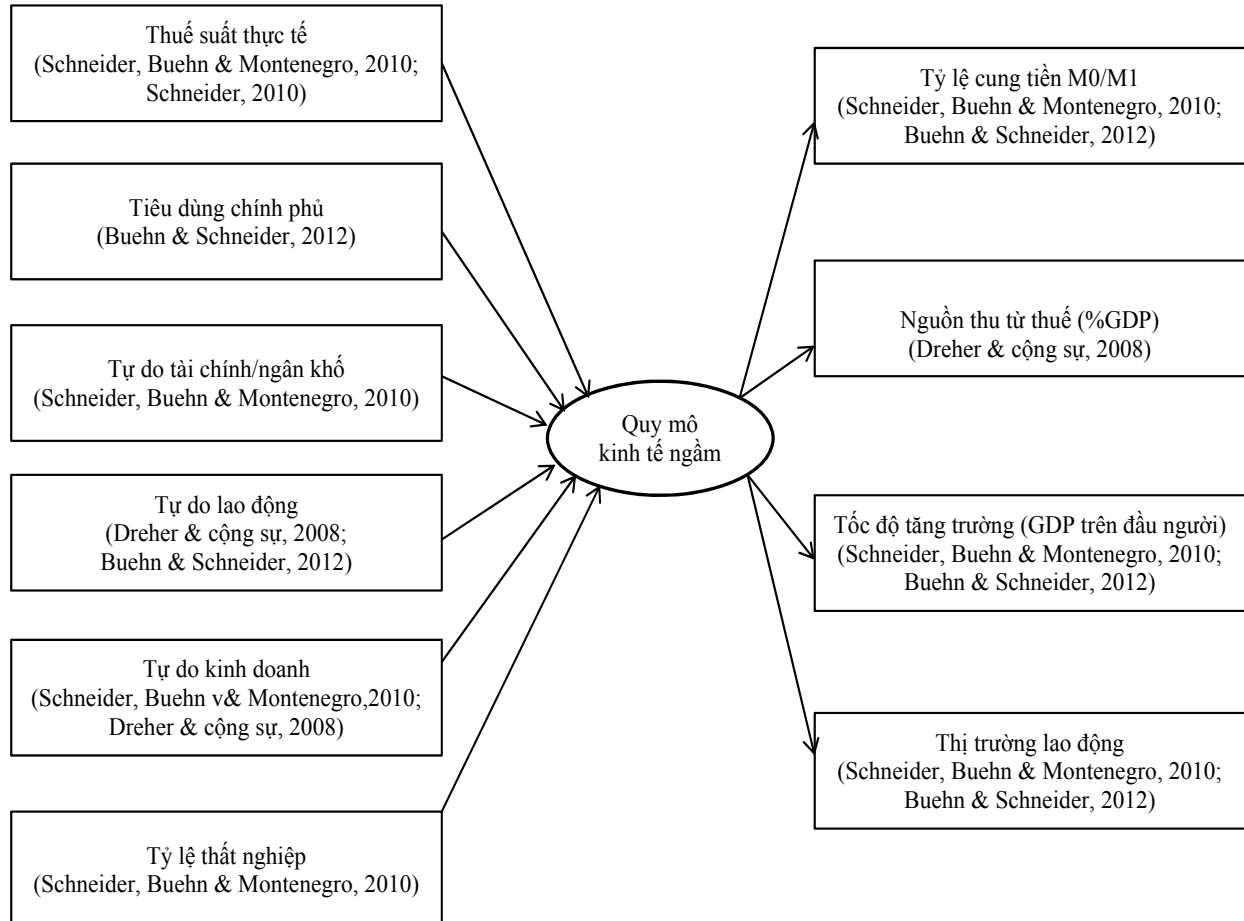 Thuế suất thực tế
(Schneider, Buehn & Montenegro, 2010;
Schneider, 2010)
Tiêu dùng chính phủ
(Buehn & Schneider, 2012)
Tự do tài chính/ngân khố
(Schneider, Buehn & Montenegro, 2010)
Tự do lao động
(Dreher & cộng sự, 2008;
Buehn & Schneider, 2012)
Tự do kinh doanh
(Schneider, Buehn v& Montenegro,2010;
Dreher & cộng sự, 2008)
Tỷ lệ thất nghiệp
(Schneider, Buehn & Montenegro, 2010)
Quy mô
kinh tế ngầm
Tỷ lệ cung tiền M0/M1
(Schneider, Buehn & Montenegro, 2010;
Buehn & Schneider, 2012)
Nguồn thu từ thuế (%GDP)
(Dreher & cộng sự, 2008)
Tốc độ tăng trường (GDP trên đầu người)
(Schneider, Buehn & Montenegro, 2010;
Buehn & Schneider, 2012)
Thị trường lao động
(Schneider, Buehn & Montenegro, 2010;
Buehn & Schneider, 2012)